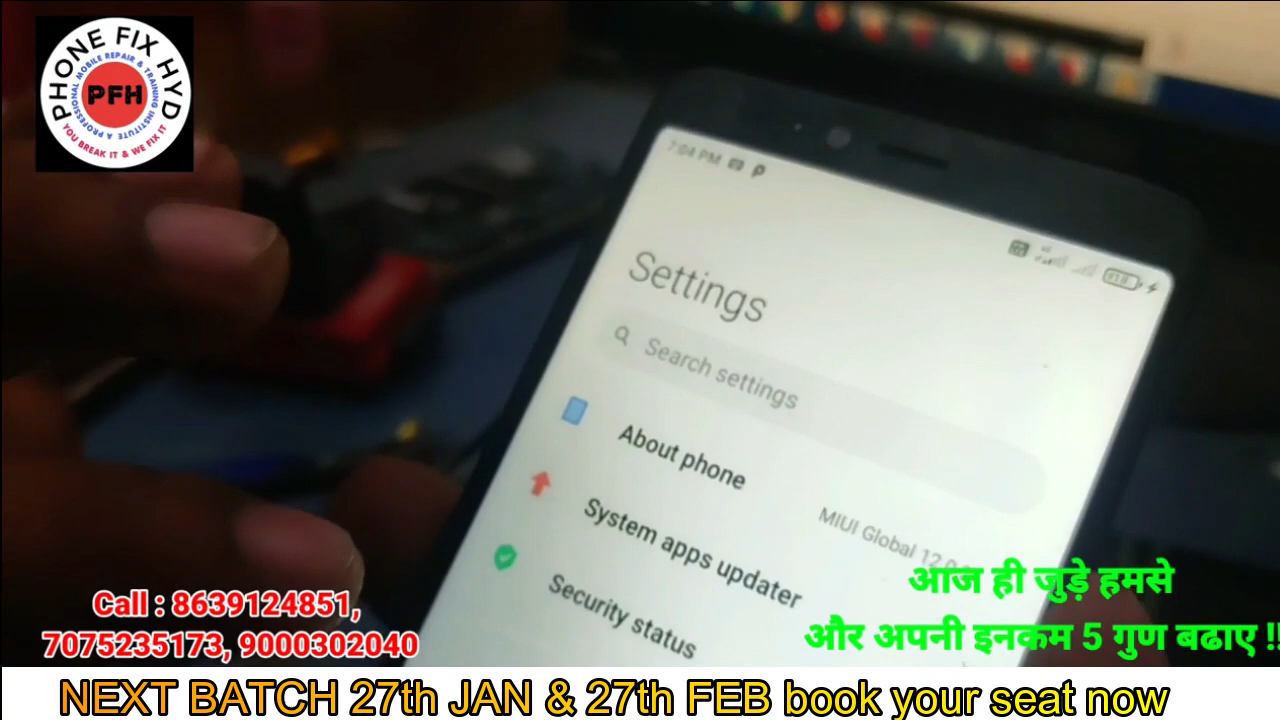 PHONE FIX HYD
A PROFESSIONAL MOBILE REPAIR & TRAINING INSTITUTE
PFH
YOU BREAK IT & WE FIX IT
7:04 PM
Settings
Search settings
About phone
MIUI Global 12.0
System apps updater
Security status
आज ही जुड़े हमसे
और अपनी इनकम 5 गुण बढाए !!
Call : 8639124851,
7075235173, 9000302040
NEXT BATCH 27th JAN & 27th FEB book your seat now